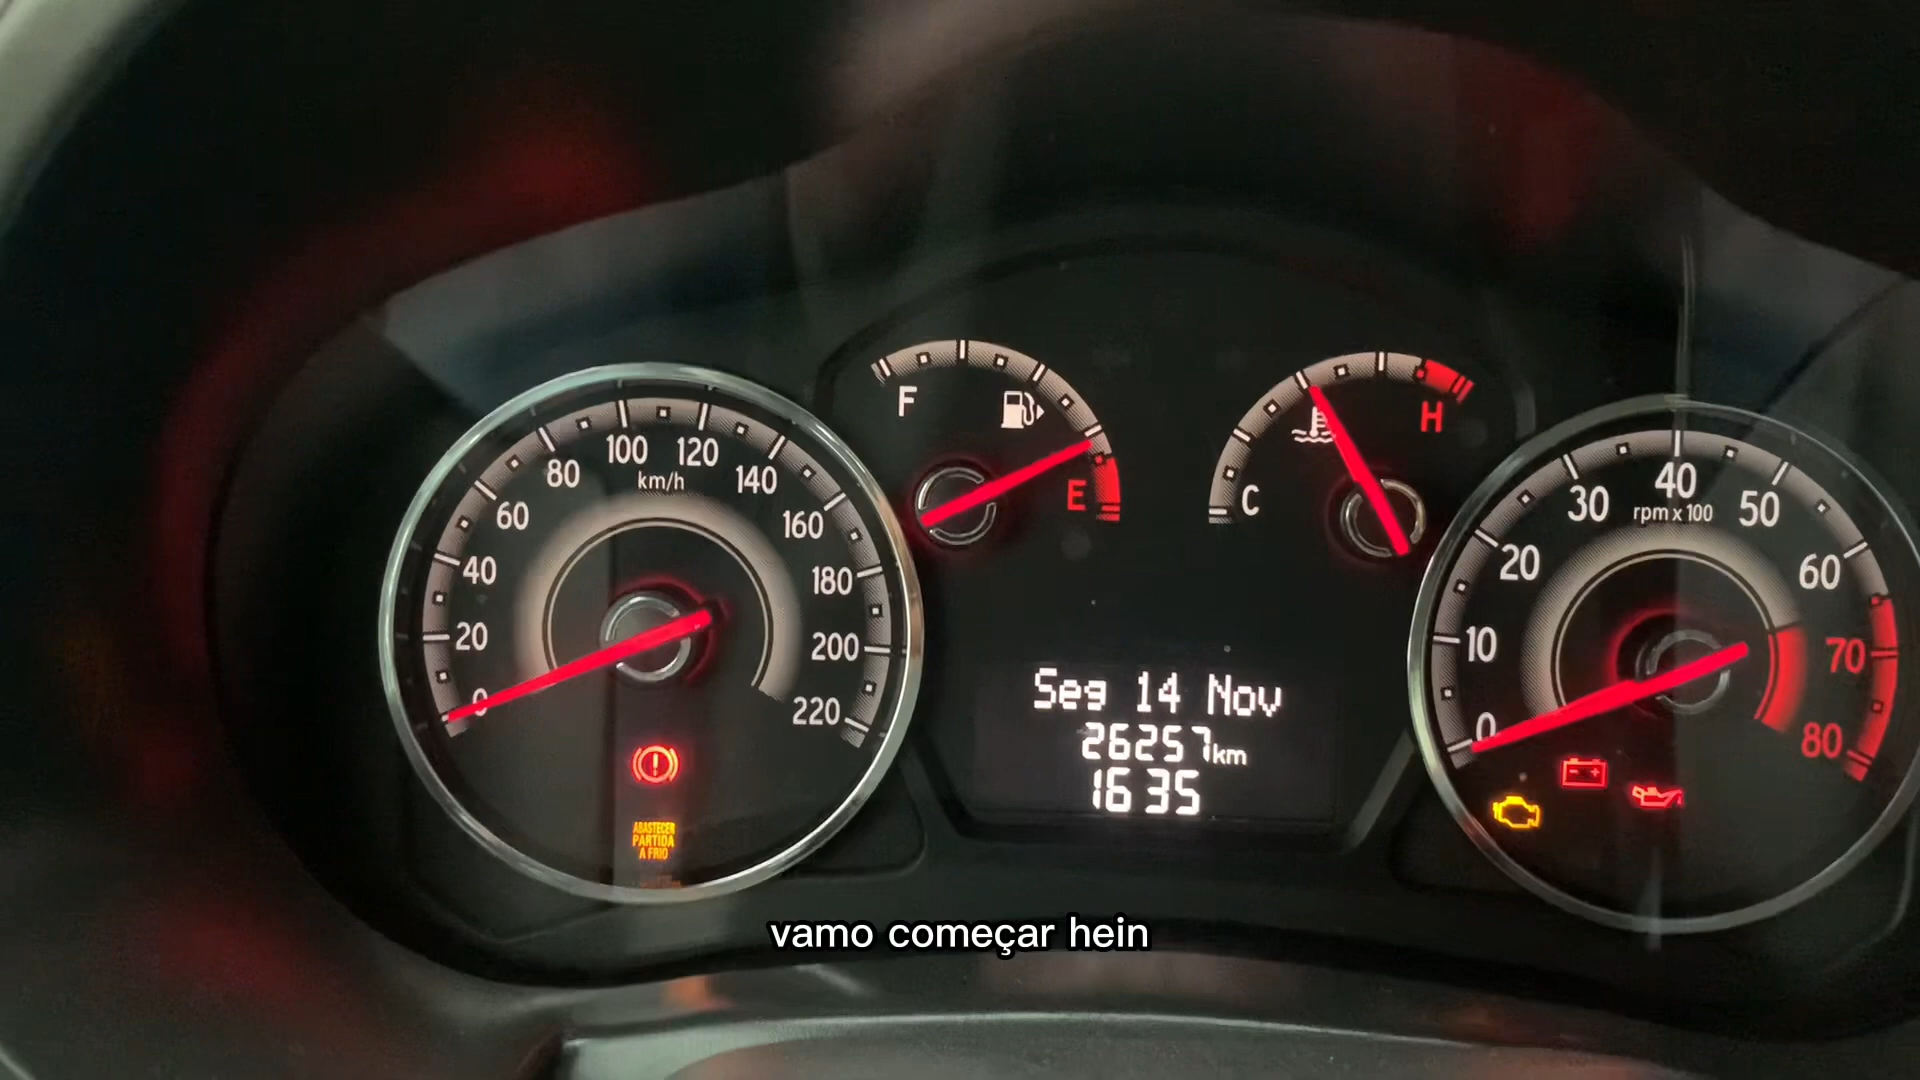 0
20
40
60
80
100
120
140
160
180
200
220
km/h
F
E
C
H
0
10
20
30
40
50
60
70
80
rpm x 100
Seg 14 Nov
26257km
16 35
ABASTECER
PARTIDA
A FRIO
vamo começar hein